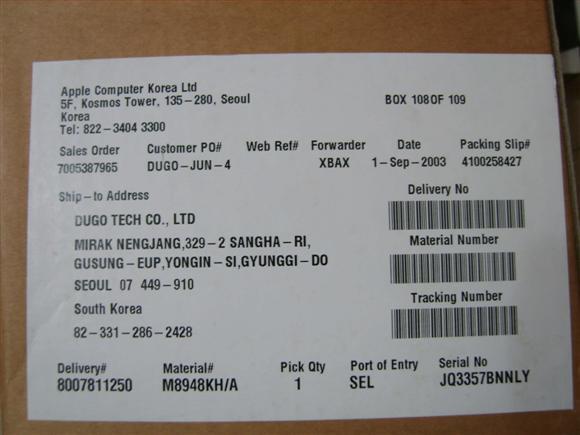 Apple Computer Korea Ltd
5F, Kosmos Tower, 135-280, Seoul
Korea
Tel: 822-3404 3300
BOX 108OF 109
Sales Order Customer PO# Web Ref# Forwarder Date Packing Slip#
7005387965 DUGO-JUN-4 XBAX 1-Sep-2003 4100258427
Ship-to Address
DUGO TECH CO., LTD
MIRAK NENGJANG,329-2 SANGHA-RI,
GUSUNG-EUP,YONGIN-SI,GYUNGGI-DO
SEOUL 07 449-910
South Korea
82-331-286-2428
Delivery No
Material Number
Tracking Number
Delivery# Material# Pick Qty Port of Entry Serial No
8007811250 M8948KH/A 1 SEL JQ3357BNNLY